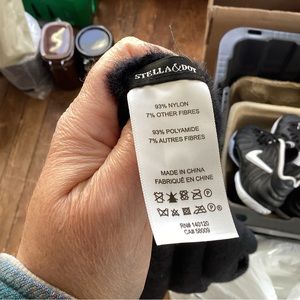 STELLA & DOT
93% NYLON
7% OTHER FIBRES
93% POLYAMIDE
7% AUTRES FIBRES
MADE IN CHINA
FABRIQUÉ EN CHINE
RN# 140120
CA# 58009